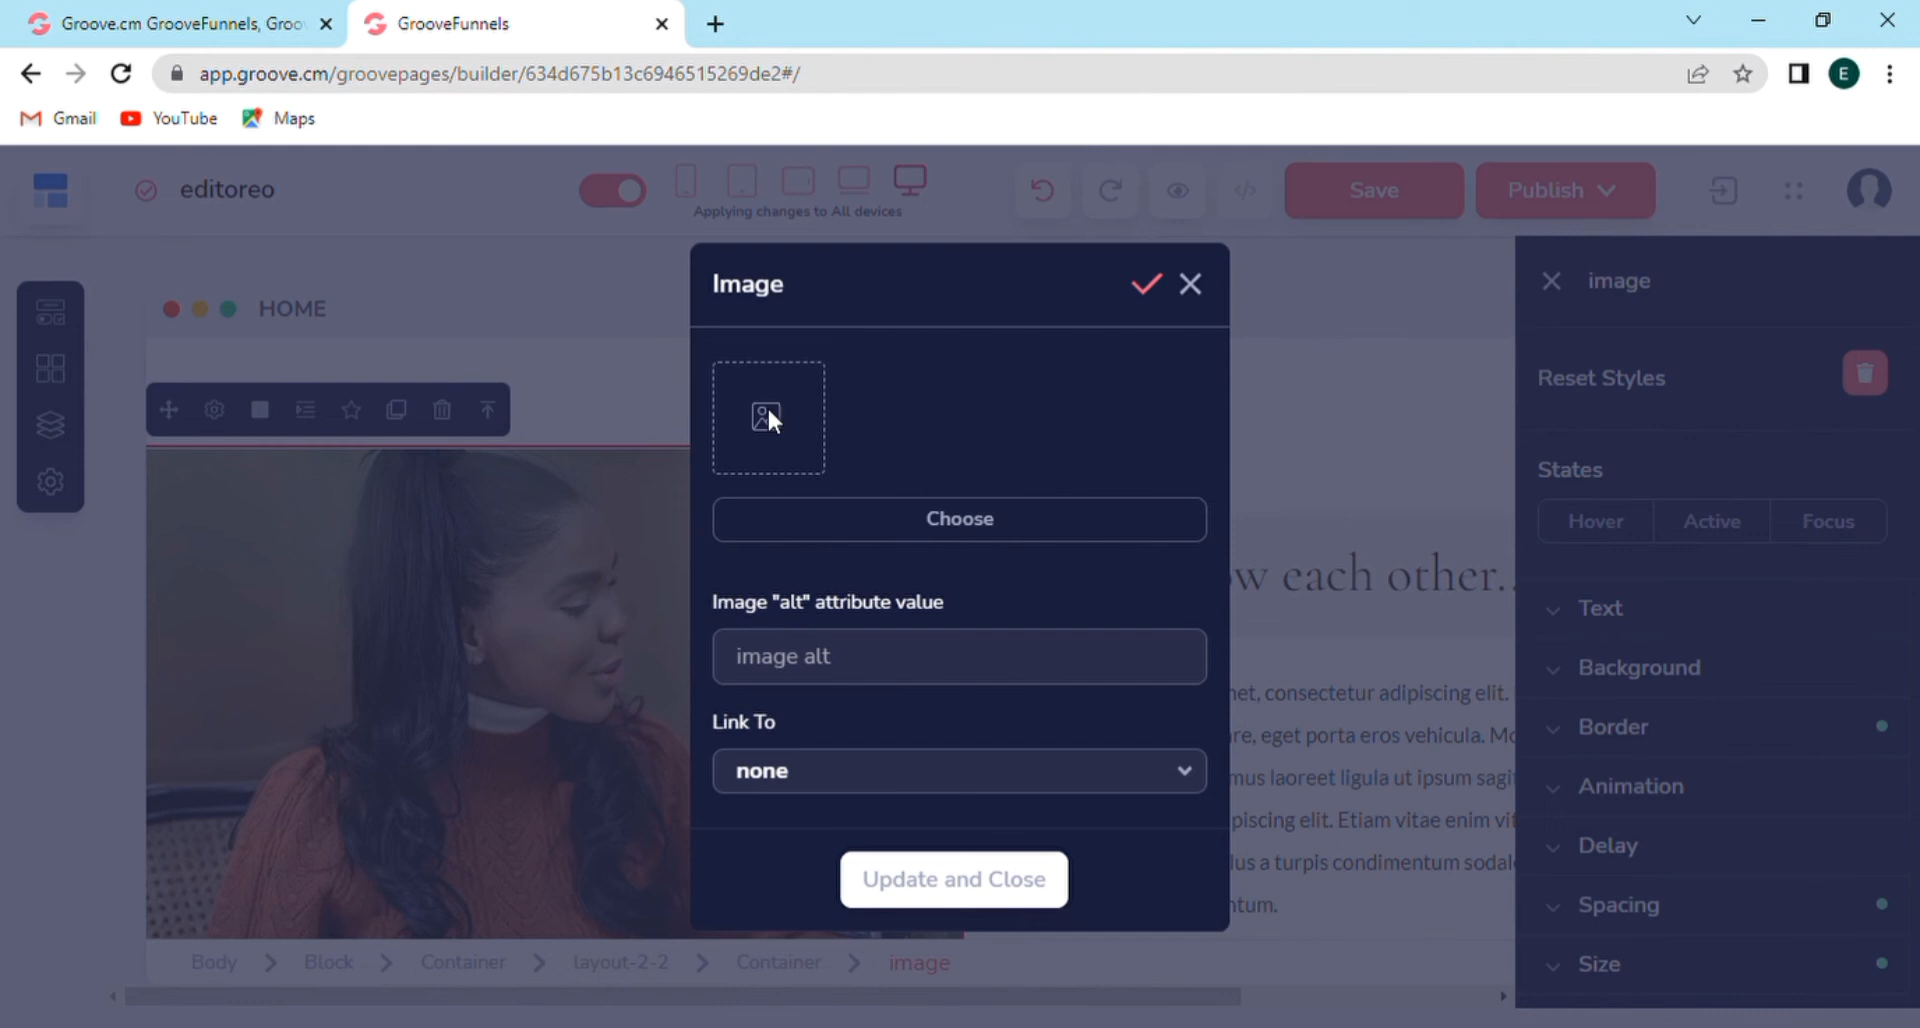 Groove.cm GrooveFunnels, Groo
GrooveFunnels
app.groove.cm/groovepages/builder/634d675b13c6946515269de2#/
E
Gmail
YouTube
Maps
editoreo
Applying changes to All devices
Save
Publish
HOME
Image
image
Reset Styles
Choose
States
Hover
Active
Focus
w each other..
Image "alt" attribute value
Text
image alt
Background
et, consectetur adipiscing elit.
Link To
re, eget porta eros vehicula. Mo
Border
none
mus laoreet ligula ut ipsum sagi
Animation
piscing elit. Etiam vitae enim vi
Delay
lus a turpis condimentum sodal
Update and Close
ntum.
Spacing
Body
Block
Container
layout-2-2
Container
image
Size